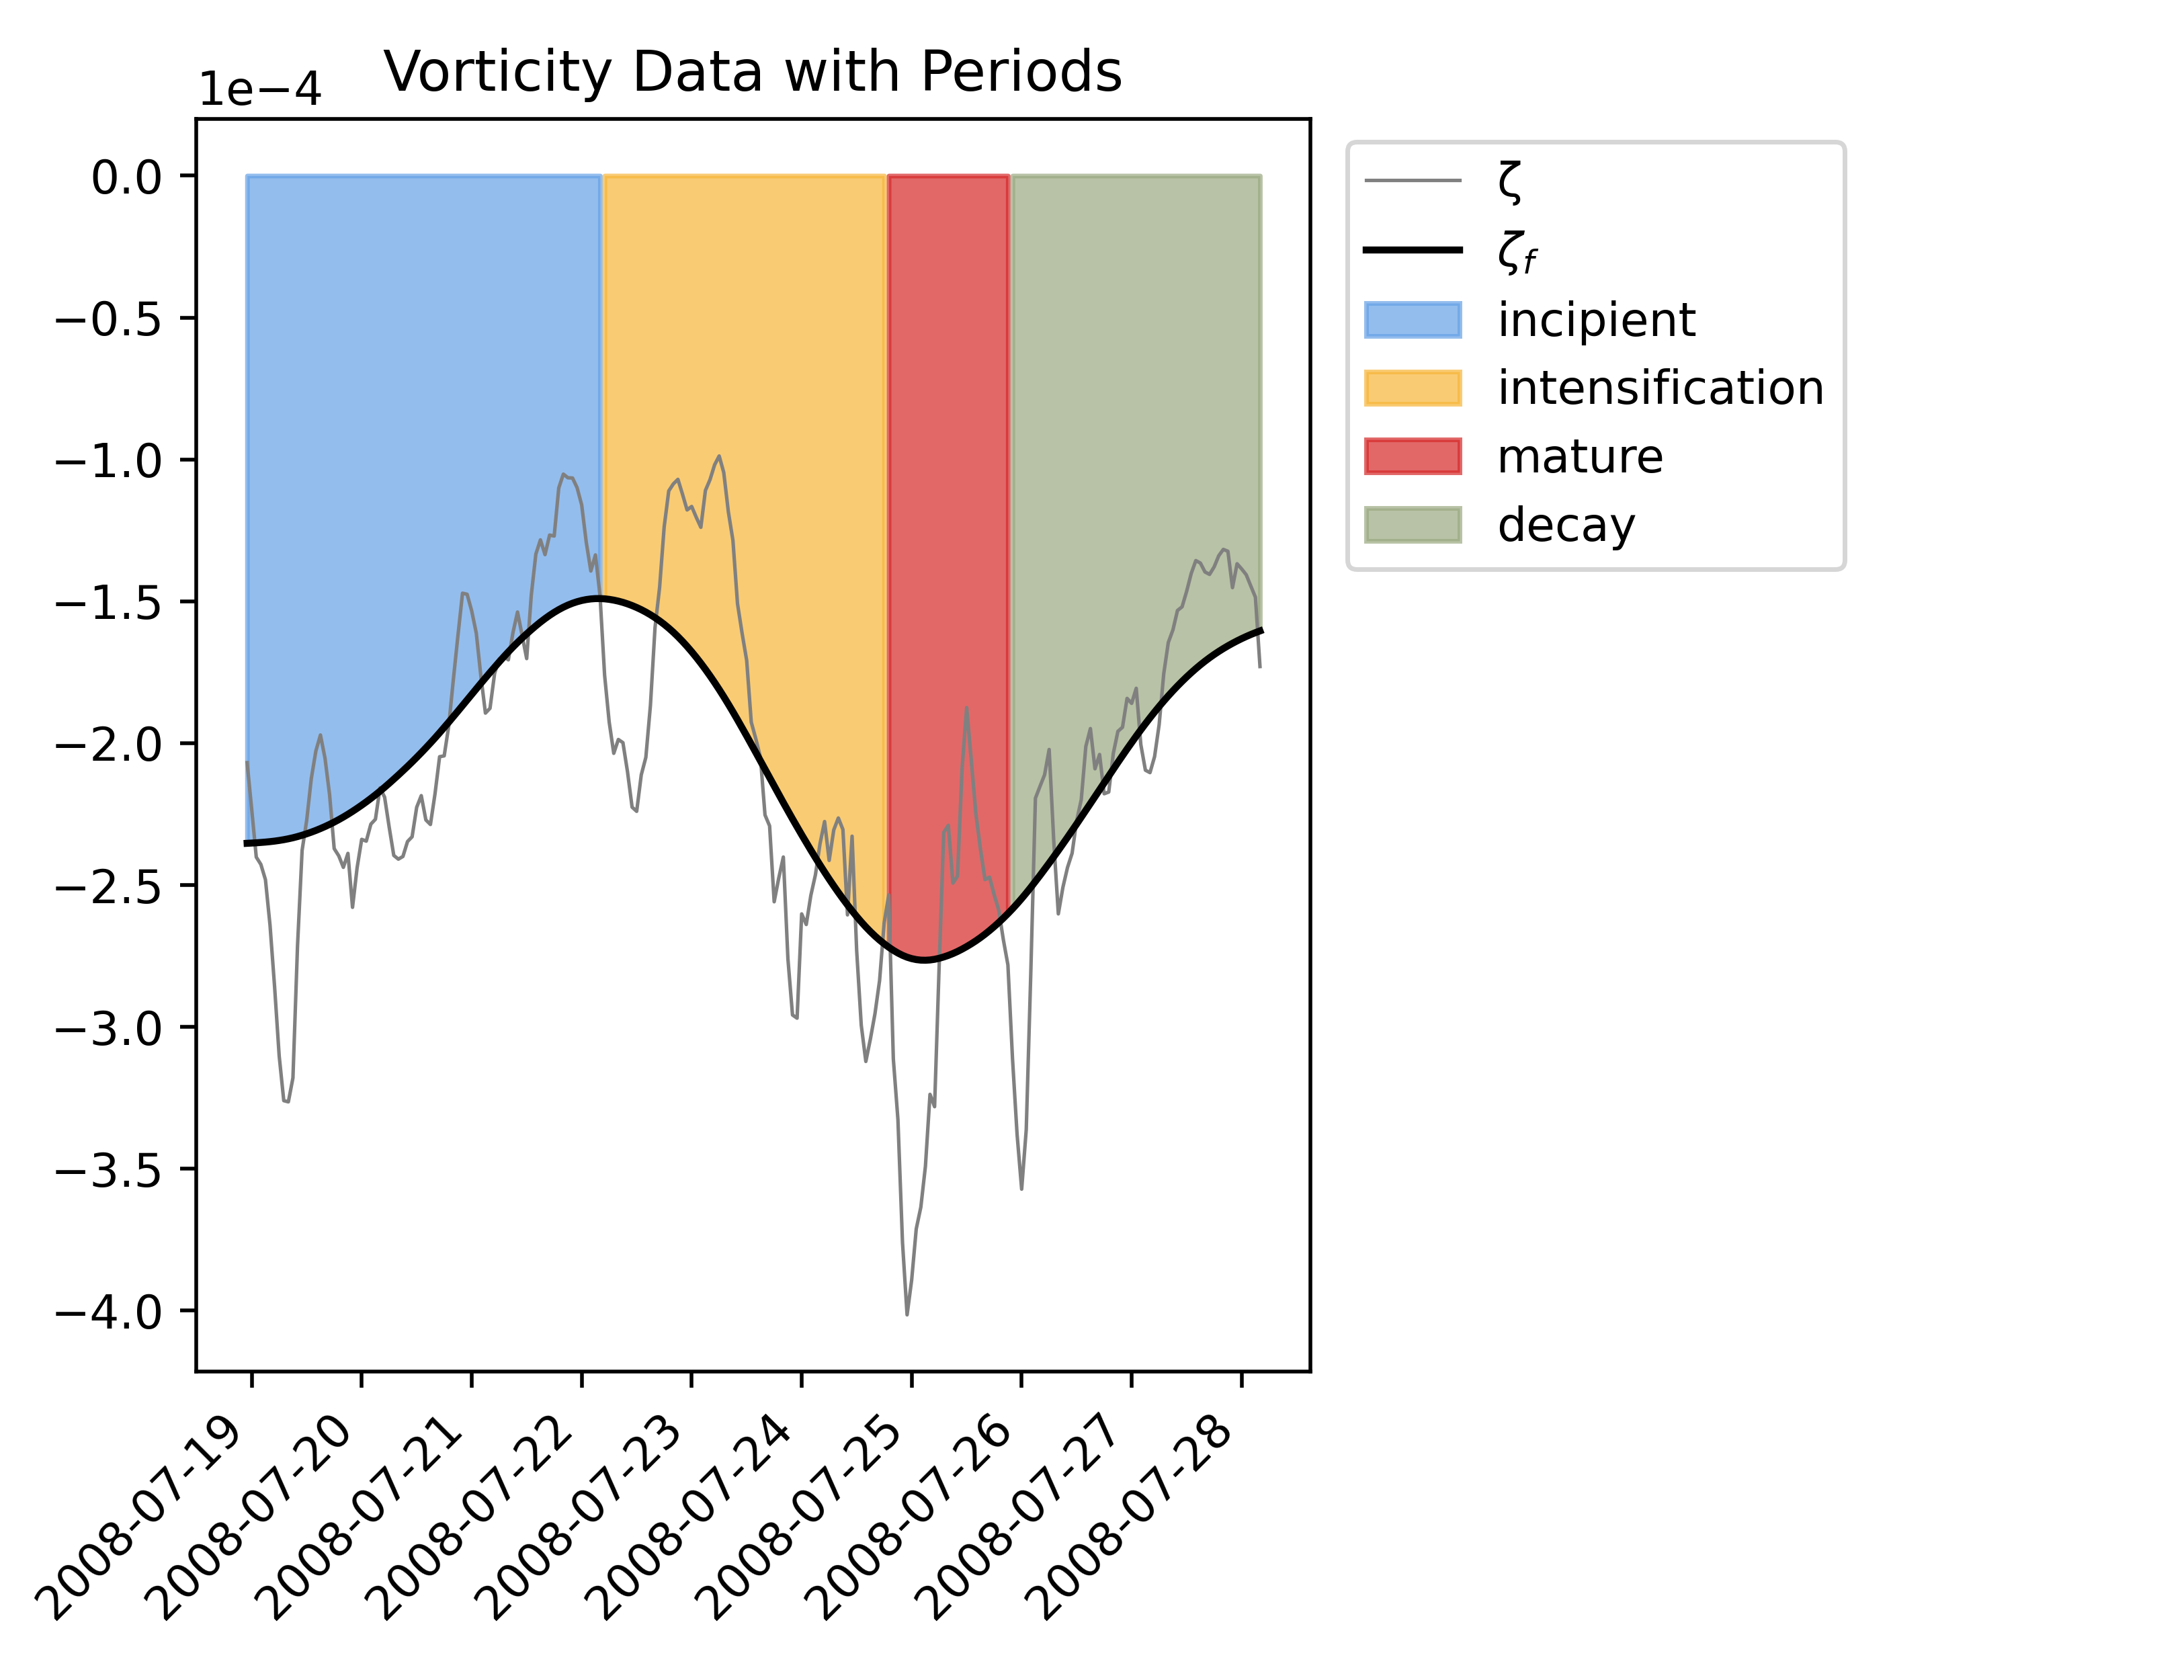 Vorticity Data with Periods
1e−4
0.0
−0.5
−1.0
−1.5
−2.0
−2.5
−3.0
−3.5
−4.0
2008-07-19
2008-07-20
2008-07-21
2008-07-22
2008-07-23
2008-07-24
2008-07-25
2008-07-26
2008-07-27
2008-07-28
ζ
ζf
incipient
intensification
mature
decay